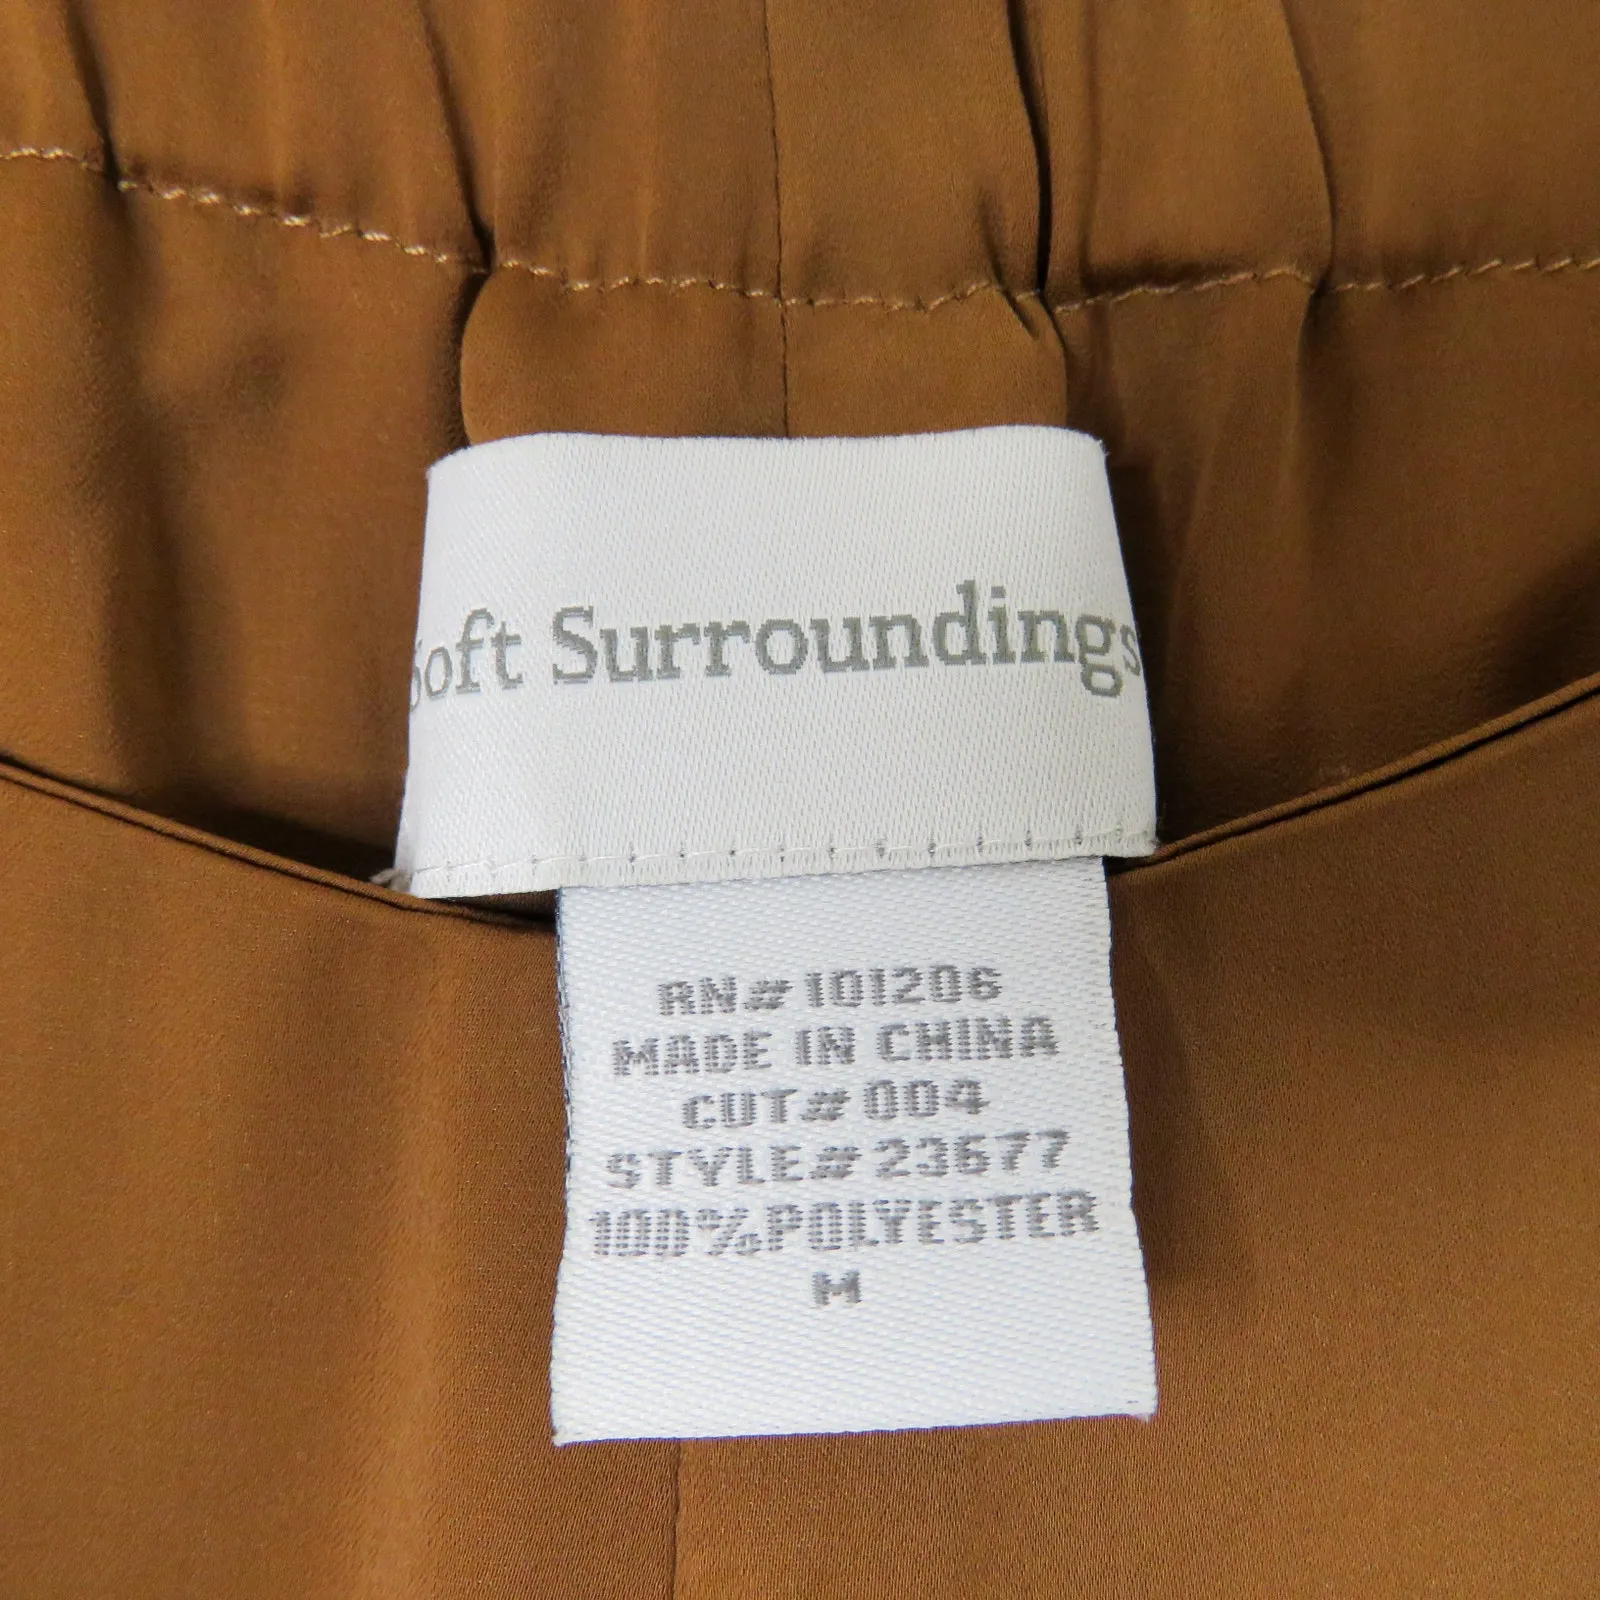 Soft Surroundings
RN# 101206
MADE IN CHINA
CUT# 004
STYLE# 23677
100%POLYESTER
M